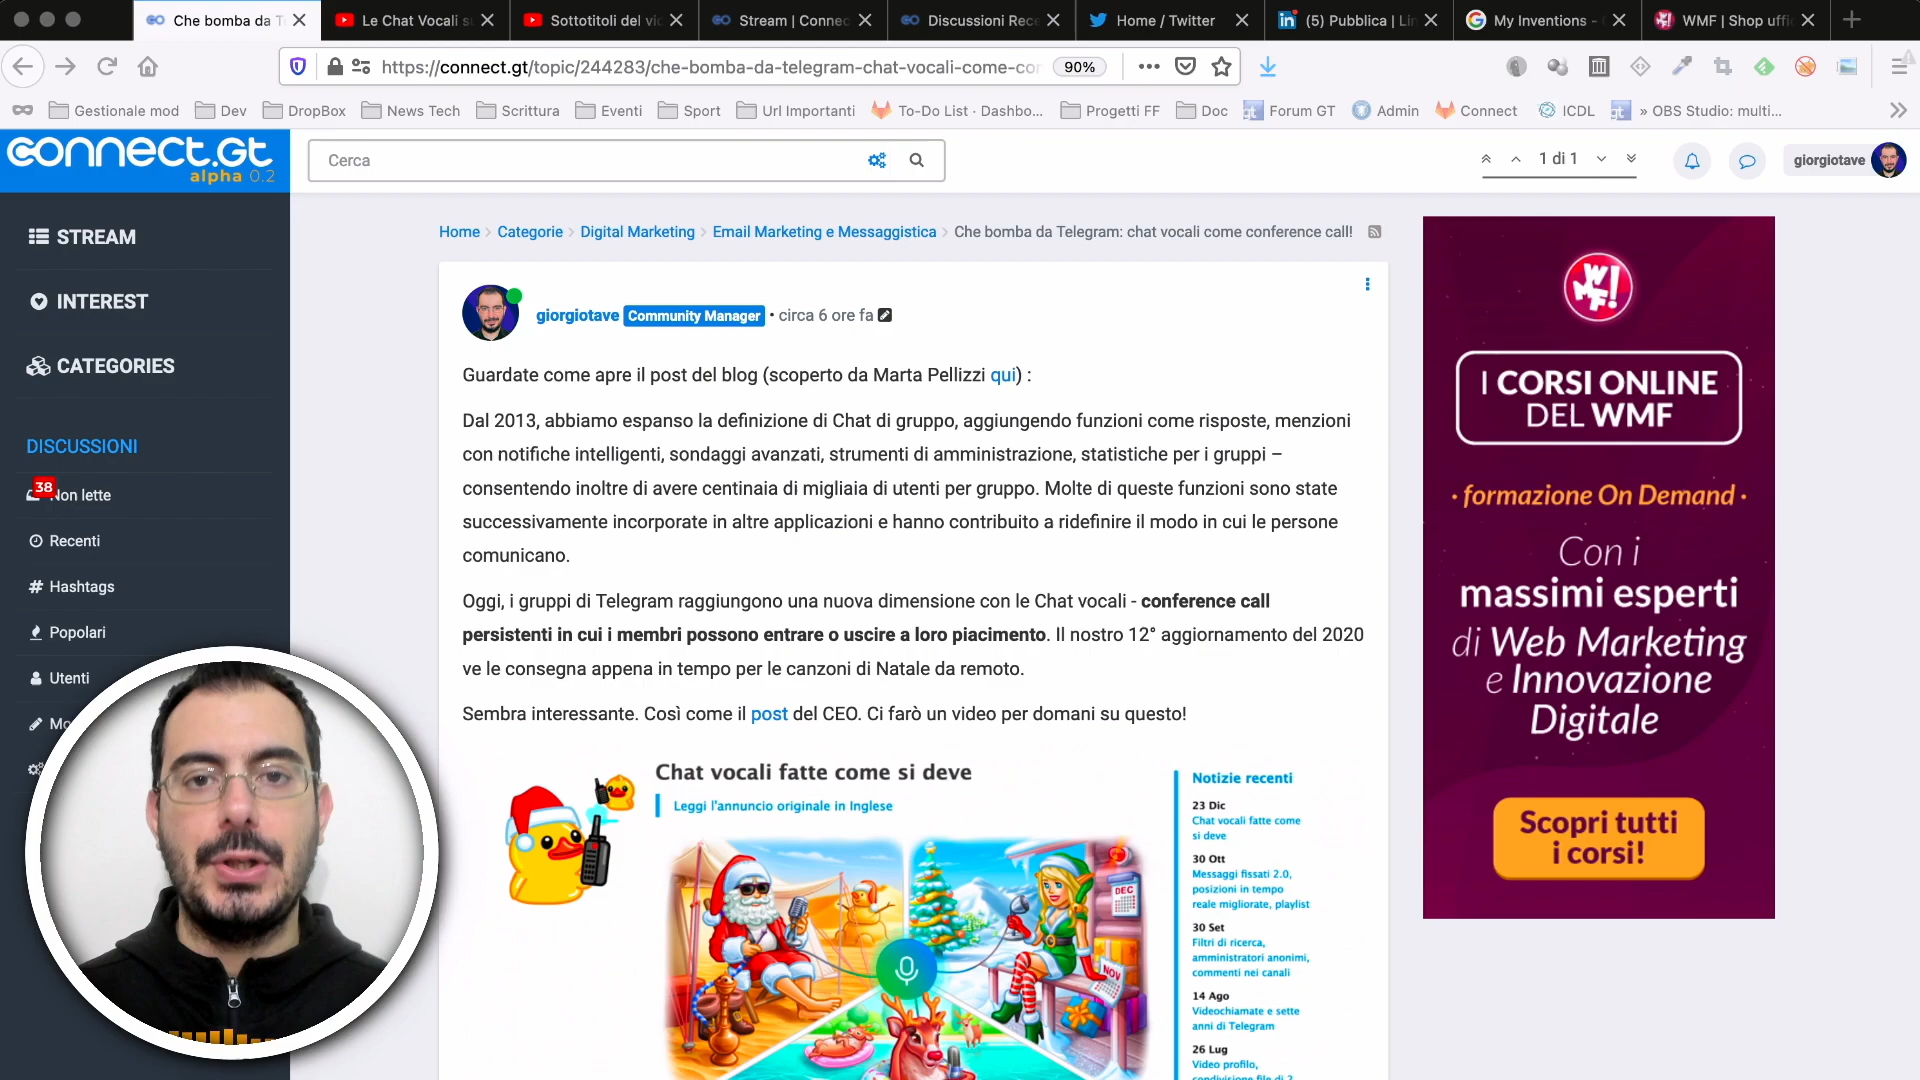 Che bomba da T
Le Chat Vocali s
Sottotitoli del vi
Stream | Connec
Discussioni Rece
Home / Twitter
(5) Pubblica | Lin
My Inventions -
WMF | Shop uffi
https://connect.gt/topic/244283/che-bomba-da-telegram-chat-vocali-come-co
90%
Gestionale mod
Dev
DropBox
News Tech
Scrittura
Eventi
Sport
Url Importanti
To-Do List · Dashbo...
Progetti FF
Doc
Forum GT
Admin
Connect
ICDL
» OBS Studio: multi...
connect.gt
alpha 0.2
Cerca
1 di 1
giorgiotave
STREAM
INTEREST
CATEGORIES
DISCUSSIONI
38
Non lette
Recenti
# Hashtags
Popolari
Utenti
Mo
Home > Categorie > Digital Marketing > Email Marketing e Messaggistica > Che bomba da Telegram: chat vocali come conference call!
giorgiotave Community Manager • circa 6 ore fa
Guardate come apre il post del blog (scoperto da Marta Pellizzi qui) :
Dal 2013, abbiamo espanso la definizione di Chat di gruppo, aggiungendo funzioni come risposte, menzioni
con notifiche intelligenti, sondaggi avanzati, strumenti di amministrazione, statistiche per i gruppi –
consentendo inoltre di avere centinaia di migliaia di utenti per gruppo. Molte di queste funzioni sono state
successivamente incorporate in altre applicazioni e hanno contribuito a ridefinire il modo in cui le persone
comunicano.
Oggi, i gruppi di Telegram raggiungono una nuova dimensione con le Chat vocali - conference call
persistenti in cui i membri possono entrare o uscire a loro piacimento. Il nostro 12° aggiornamento del 2020
ve le consegna appena in tempo per le canzoni di Natale da remoto.
Sembra interessante. Così come il post del CEO. Ci farò un video per domani su questo!
Chat vocali fatte come si deve
Leggi l'annuncio originale in Inglese
DEC
NOV
Notizie recenti
23 Dic
Chat vocali fatte come
si deve
30 Ott
Messaggi fissati 2.0,
posizioni in tempo
reale migliorate, playlist
30 Set
Filtri di ricerca,
amministratori anonimi,
commenti nei canali
14 Ago
Videochiamate e sette
anni di Telegram
26 Lug
Video profilo,
condivisione file di 2
WMF!
I CORSI ONLINE
DEL WMF
· formazione On Demand ·
Con i
massimi esperti
di Web Marketing
e Innovazione
Digitale
Scopri tutti
i corsi!